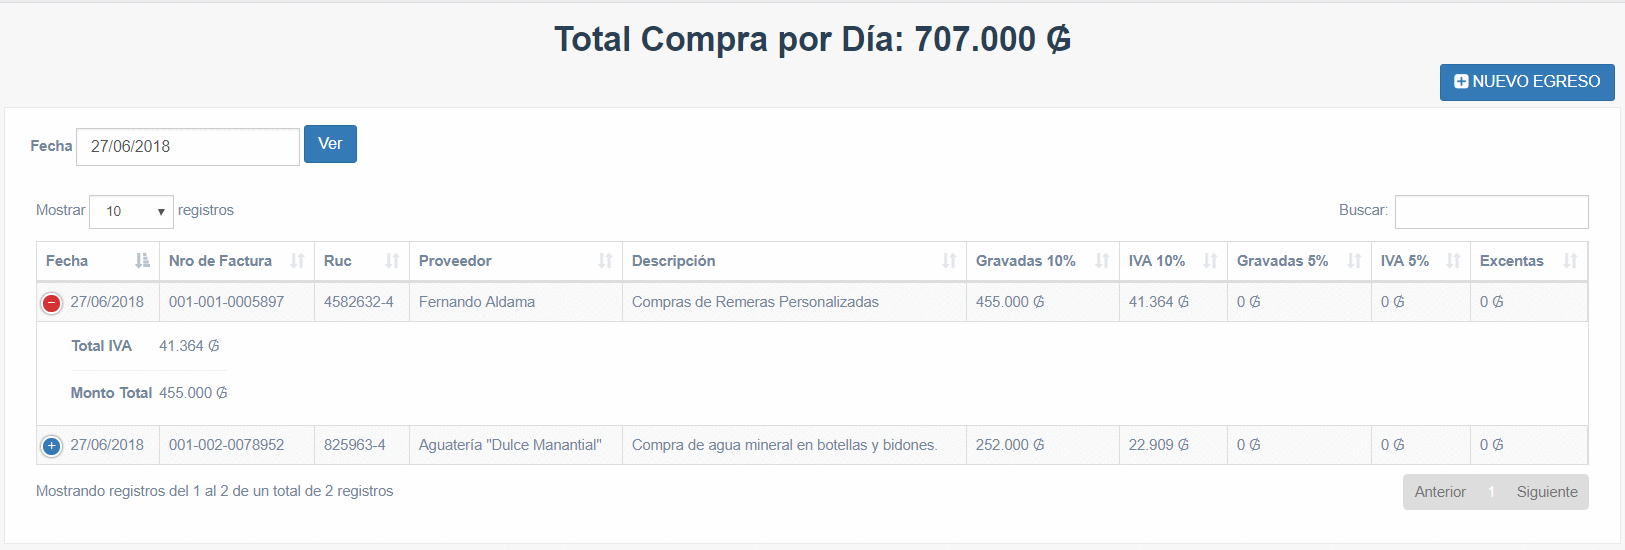 Total Compra por Día: 707.000 ₲
NUEVO EGRESO
Fecha 27/06/2018 Ver
Mostrar 10 registros Buscar:
Fecha Nro de Factura Ruc Proveedor Descripción Gravadas 10% IVA 10% Gravadas 5% IVA 5% Excentas
27/06/2018 001-001-0005897 4582632-4 Fernando Aldama Compras de Remeras Personalizadas 455.000 ₲ 41.364 ₲ 0 ₲ 0 ₲ 0 ₲
Total IVA 41.364 ₲
Monto Total 455.000 ₲
27/06/2018 001-002-0078952 825963-4 Aguatería "Dulce Manantial" Compra de agua mineral en botellas y bidones. 252.000 ₲ 22.909 ₲ 0 ₲ 0 ₲ 0 ₲
Mostrando registros del 1 al 2 de un total de 2 registros Anterior 1 Siguiente